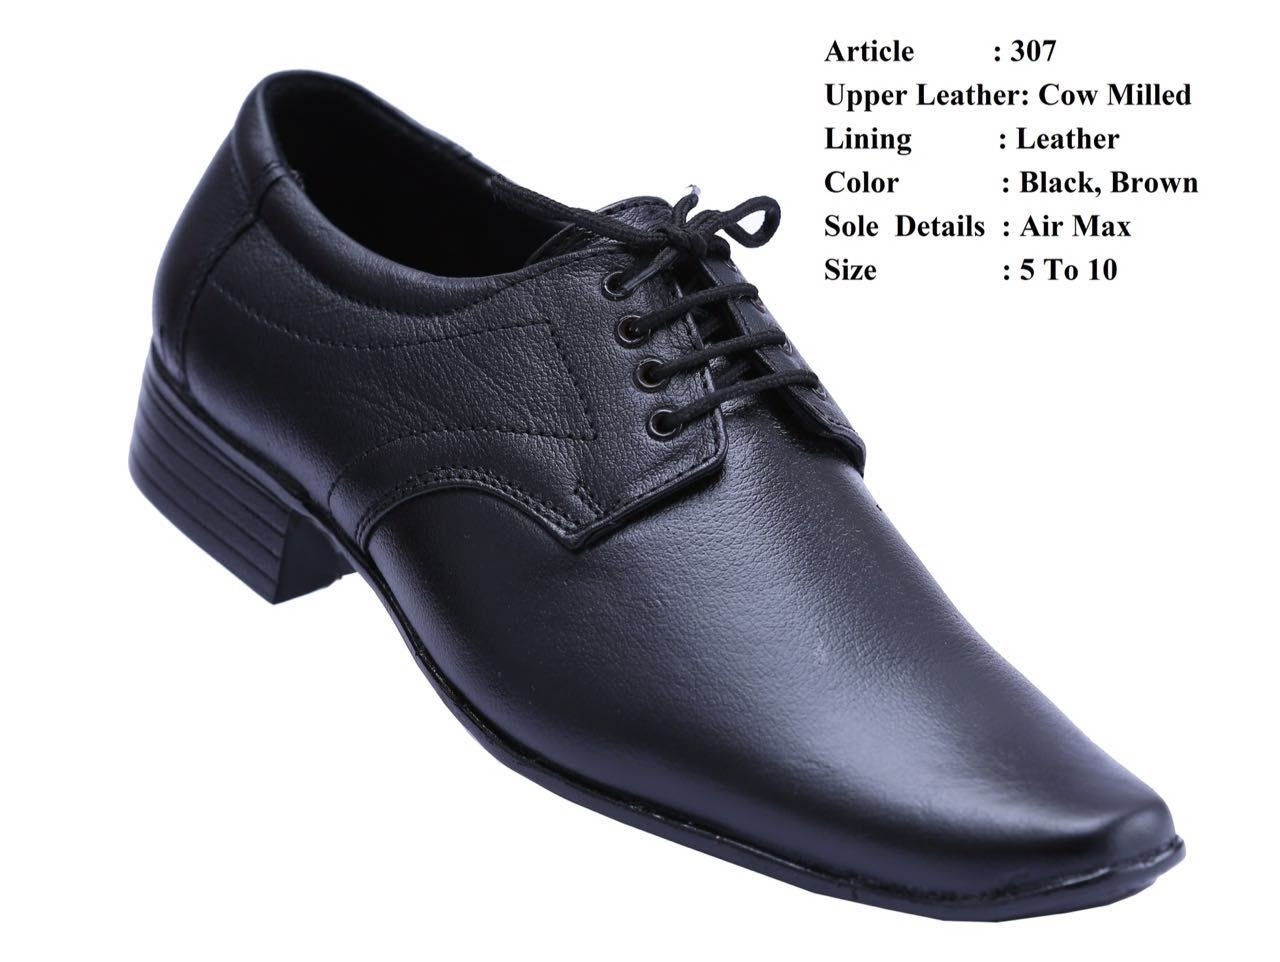 Article : 307
Upper Leather: Cow Milled
Lining : Leather
Color : Black, Brown
Sole Details : Air Max
Size : 5 To 10